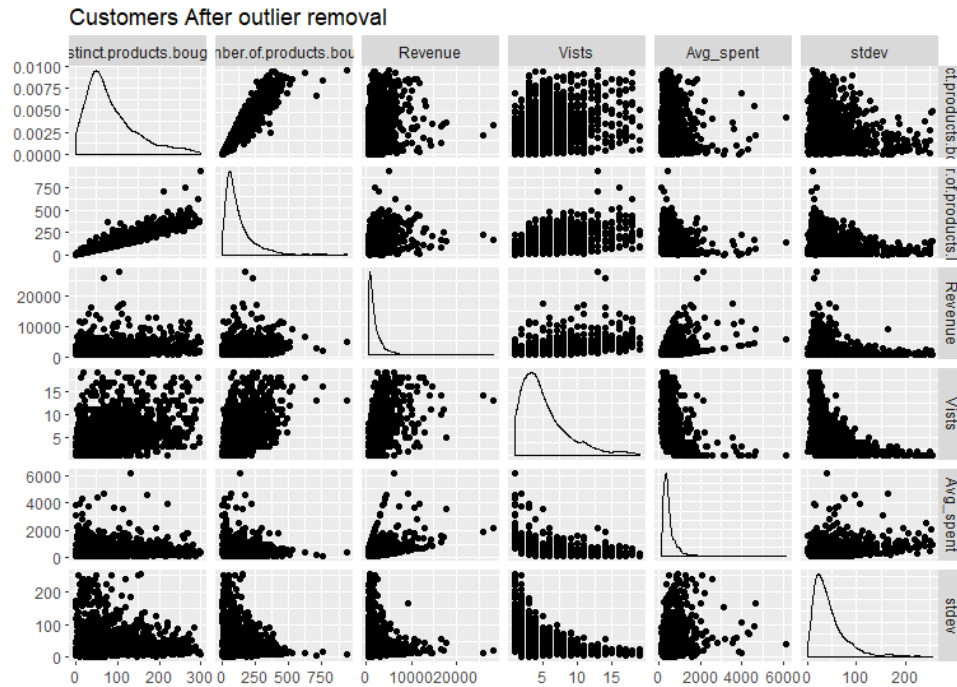 Customers After outlier removal
stinct.products.boug
mber.of.products.bou
Revenue
Vists
Avg_spent
stdev
0.0100
0.0075
0.0050
0.0025
0.0000
ct.products.bo
750
500
250
0
r.of.products.
Revenue
20000
10000
0
Vists
15
10
5
Avg_spent
6000
4000
2000
0
stdev
200
100
0
0 100 200 300
0 250 500 750
0 10000 20000
5 10 15
0 2000 4000 6000
0 100 200